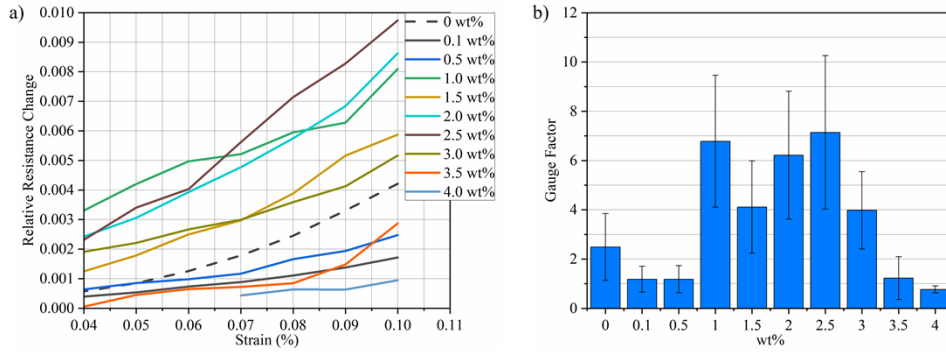 a)
0.010
0.009
0.008
0.007
0.006
0.005
0.004
0.003
0.002
0.001
0.000
Relative Resistance Change
0.04 0.05 0.06 0.07 0.08 0.09 0.10 0.11
Strain (%)
0 wt%
0.1 wt%
0.5 wt%
1.0 wt%
1.5 wt%
2.0 wt%
2.5 wt%
3.0 wt%
3.5 wt%
4.0 wt%
b)
12
10
8
6
4
2
0
Gauge Factor
0 0.1 0.5 1 1.5 2 2.5 3 3.5 4
wt%